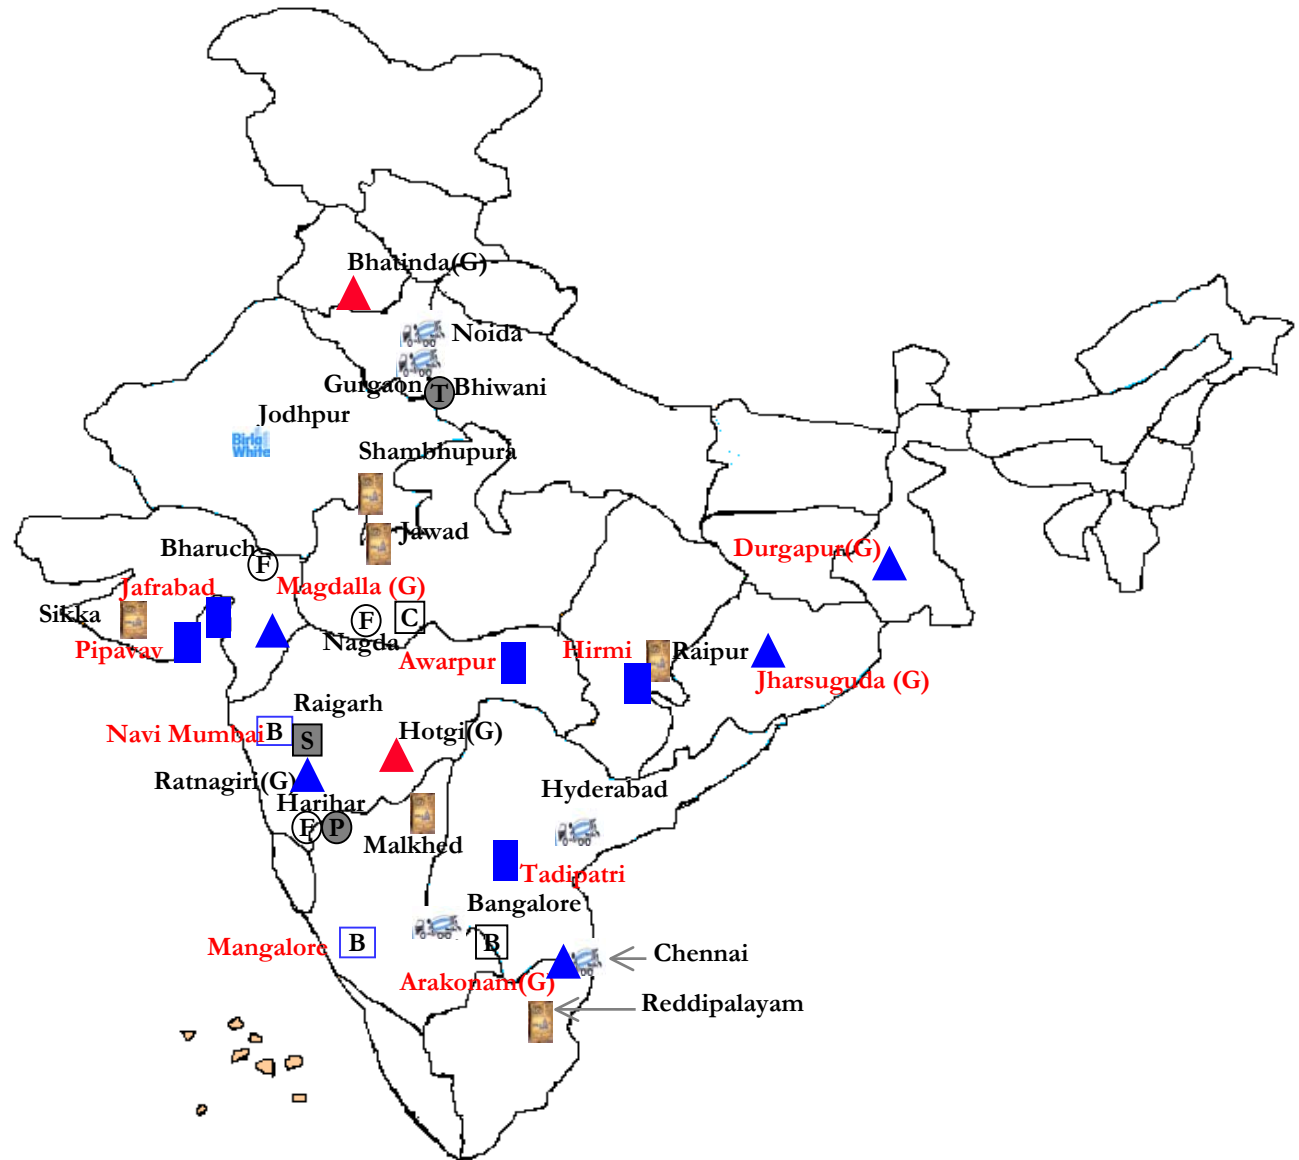 Bhatinda(G)
Noida
Gurgaon
T
Bhiwani
Jodhpur
Birla
White
Shambhupura
Jawad
Bharuch
F
Durgapur(G)
Jafrabad
Magdalla (G)
Sikka
F
C
Nagda
Pipavav
Awarpur
Hirmi
Raipur
Jharsuguda (G)
Raigarh
Navi Mumbai
B
S
Hotgi(G)
Ratnagiri(G)
Harihar
F
P
Hyderabad
Malkhed
Tadipatri
Bangalore
Mangalore
B
B
Chennai
Arakonam(G)
Reddipalayam